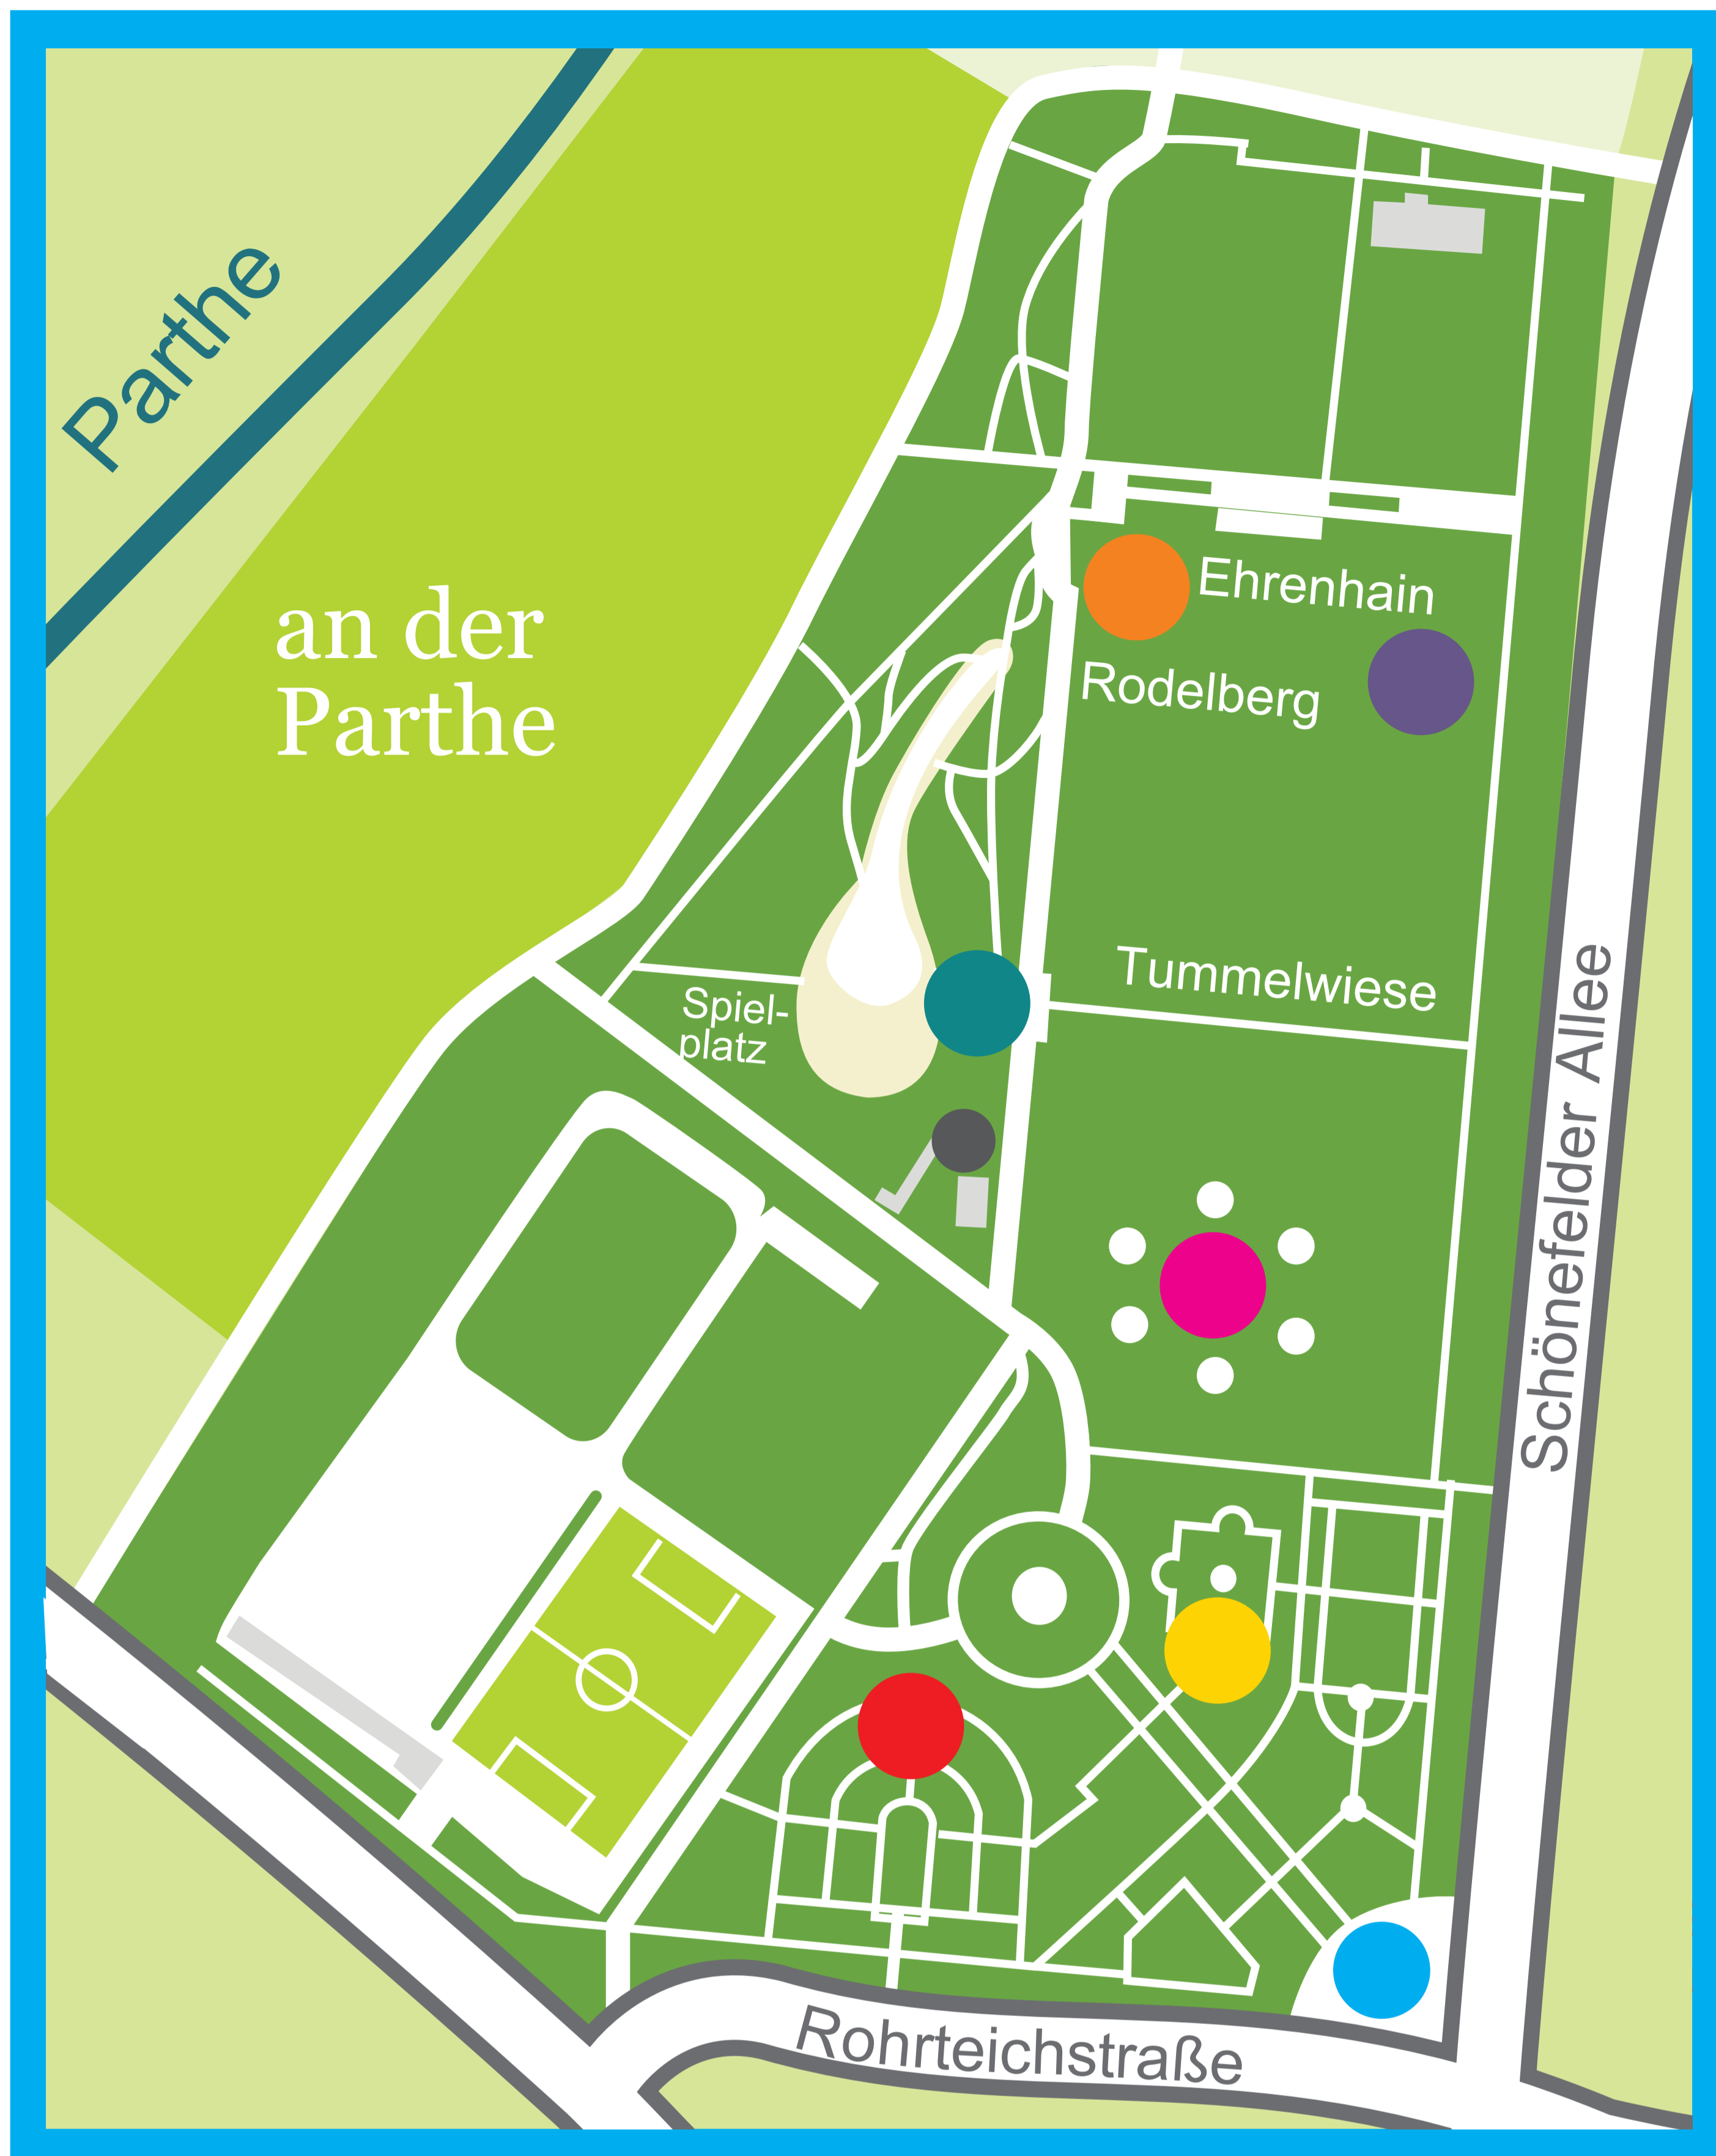 Parthe
an der
Parthe
Ehrenhain
Rodelberg
Tummelwiese
Spiel-
platz
Schönefelder Allee
Rohrteichstraße